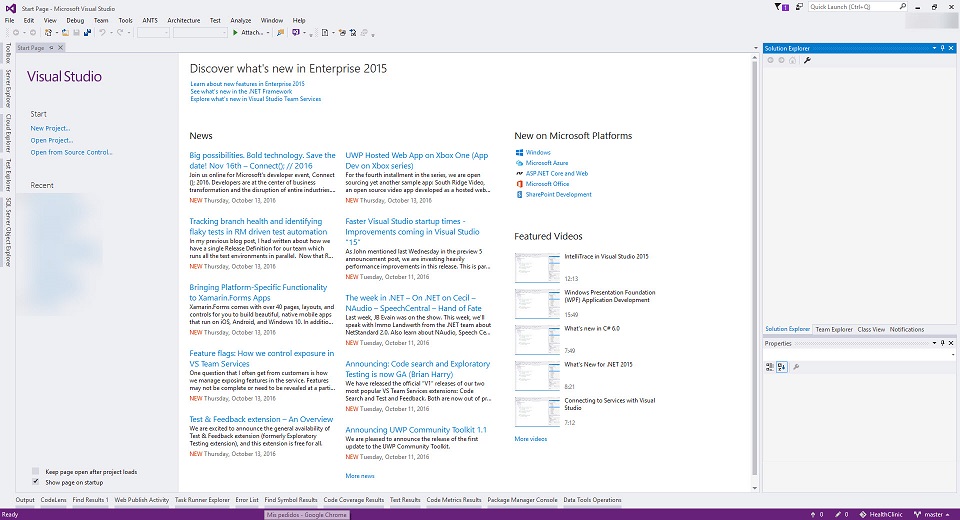 Start Page - Microsoft Visual Studio
1
Quick Launch (Ctrl+Q)
File Edit View Debug Team Tools ANTS Architecture Test Analyze Window Help
Attach...
Toolbox
Server Explorer
Cloud Explorer
Test Explorer
SQL Server Object Explorer
Start Page
Visual Studio
Start
New Project...
Open Project...
Open from Source Control...
Recent
Keep page open after project loads
Show page on startup
Discover what's new in Enterprise 2015
Learn about new features in Enterprise 2015
See what's new in the .NET Framework
Explore what's new in Visual Studio Team Services
News
Big possibilities. Bold technology. Save the
date! Nov 16th – Connect(); // 2016
Join us online for Microsoft's developer event, Connect
(); 2016. Developers are at the center of business
transformation and the disruption of entire industries....
NEW Thursday, October 13, 2016
Tracking branch health and identifying
flaky tests in RM driven test automation
In my previous blog post, I had written about how we
have a single Release Definition for our team which
runs all the test environments in parallel. Now that R...
NEW Thursday, October 13, 2016
Bringing Platform-Specific Functionality
to Xamarin.Forms Apps
Xamarin.Forms comes with over 40 pages, layouts, and
controls for you to build beautiful, native mobile apps
that run on iOS, Android, and Windows 10. In additio...
NEW Thursday, October 13, 2016
Feature flags: How we control exposure in
VS Team Services
One question that I often get from customers is how
we manage exposing features in the service. Features
may not be complete or need to be revealed at a parti...
NEW Thursday, October 13, 2016
Test & Feedback extension – An Overview
We are excited to announce the general availability of
Test & Feedback extension (formerly Exploratory
Testing extension), and this extension is free for all.
NEW Thursday, October 13, 2016
UWP Hosted Web App on Xbox One (App
Dev on Xbox series)
For the fourth installment in the series, we are open
sourcing yet another sample app: South Ridge Video,
an open source video app developed as a hosted web...
NEW Thursday, October 13, 2016
Faster Visual Studio startup times -
Improvements coming in Visual Studio
"15"
As John mentioned last Wednesday in the preview 5
announcement post, we are investing heavily
performance improvements in this release. This is par...
NEW Tuesday, October 11, 2016
The week in .NET – On .NET on Cecil –
NAudio – SpeechCentral – Hand of Fate
Last week, JB Evain was on the show. This week, we'll
speak with Immo Landwerth from the .NET team about
NetStandard 2.0. Also learn about NAudio, Speech Ce...
NEW Tuesday, October 11, 2016
Announcing: Code search and Exploratory
Testing is now GA (Brian Harry)
We have released the official "V1" releases of our two
most popular VS Team Services extensions: Code
Search and Test and Feedback. Both are now out of pr...
NEW Tuesday, October 11, 2016
Announcing UWP Community Toolkit 1.1
We are pleased to announce the release of the first
update to the UWP Community Toolkit.
NEW Tuesday, October 11, 2016
More news
New on Microsoft Platforms
Windows
Microsoft Azure
ASP.NET Core and Web
Microsoft Office
SharePoint Development
Featured Videos
IntelliTrace in Visual Studio 2015
12:13
Windows Presentation Foundation
(WPF) Application Development
15:49
What's new in C# 6.0
7:49
What's New for .NET 2015
8:21
Connecting to Services with Visual
Studio
7:12
More videos
Solution Explorer
Solution Explorer Team Explorer Class View Notifications
Properties
Output CodeLens Find Results 1 Web Publish Activity Task Runner Explorer Error List Find Symbol Results Code Coverage Results Test Results Code Metrics Results Package Manager Console Data Tools Operations
Ready
Mis pedidos - Google Chrome
0 0 HealthClinic master